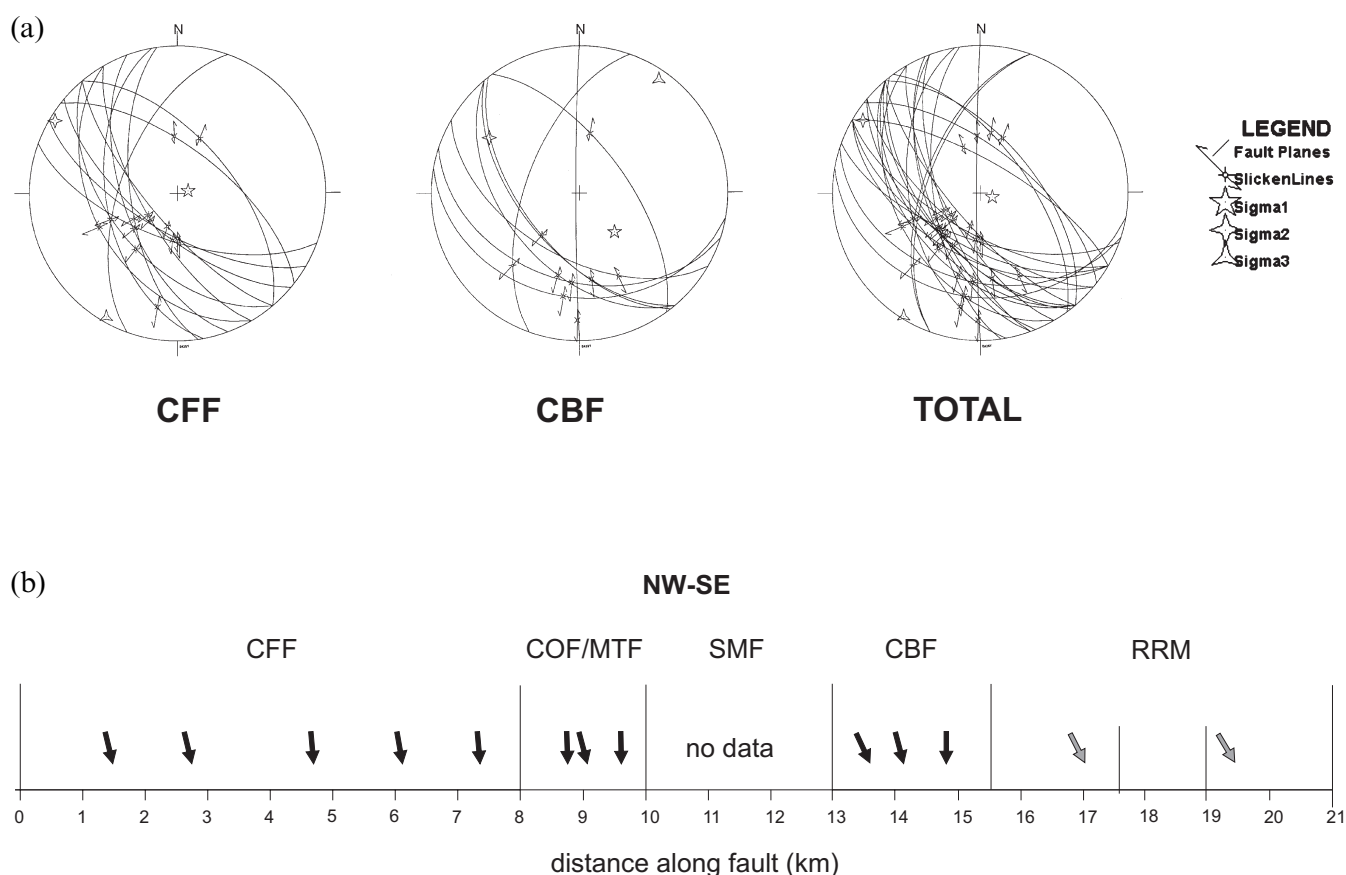 (a)
N
N
N
LEGEND
Fault Planes
SlickenLines
Sigma1
Sigma2
Sigma3
CFF
CBF
TOTAL
(b)
NW-SE
CFF
COF/MTF
SMF
CBF
RRM
no data
0 1 2 3 4 5 6 7 8 9 10 11 12 13 14 15 16 17 18 19 20 21
distance along fault (km)